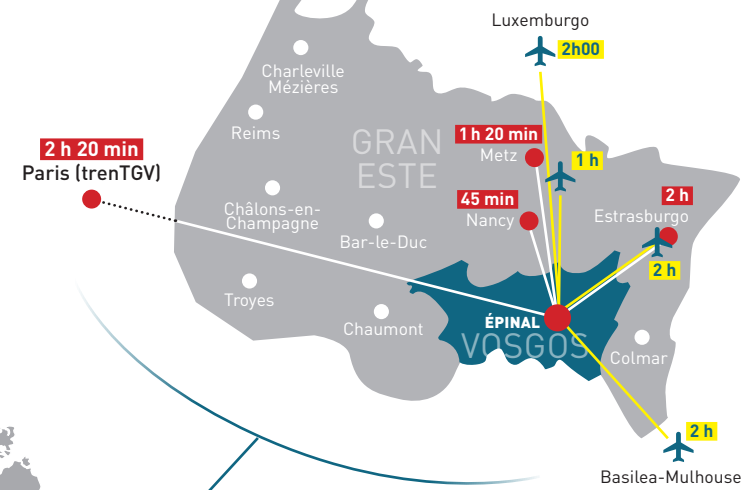 Luxemburgo
2h00
Charleville
Mézières
Reims
GRAN
ESTE
1 h 20 min
Metz
2 h 20 min
Paris (trenTGV)
1 h
45 min
Nancy
2 h
Estrasburgo
2 h
Châlons-en-
Champagne
Bar-le-Duc
Troyes
Chaumont
ÉPINAL
VOSGOS
Colmar
2 h
Basilea-Mulhouse